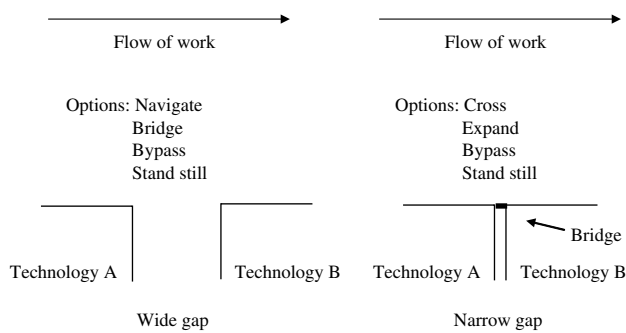 Flow of work
Options: Navigate
Bridge
Bypass
Stand still
Technology A
Technology B
Wide gap
Flow of work
Options: Cross
Expand
Bypass
Stand still
Bridge
Technology A
Technology B
Narrow gap